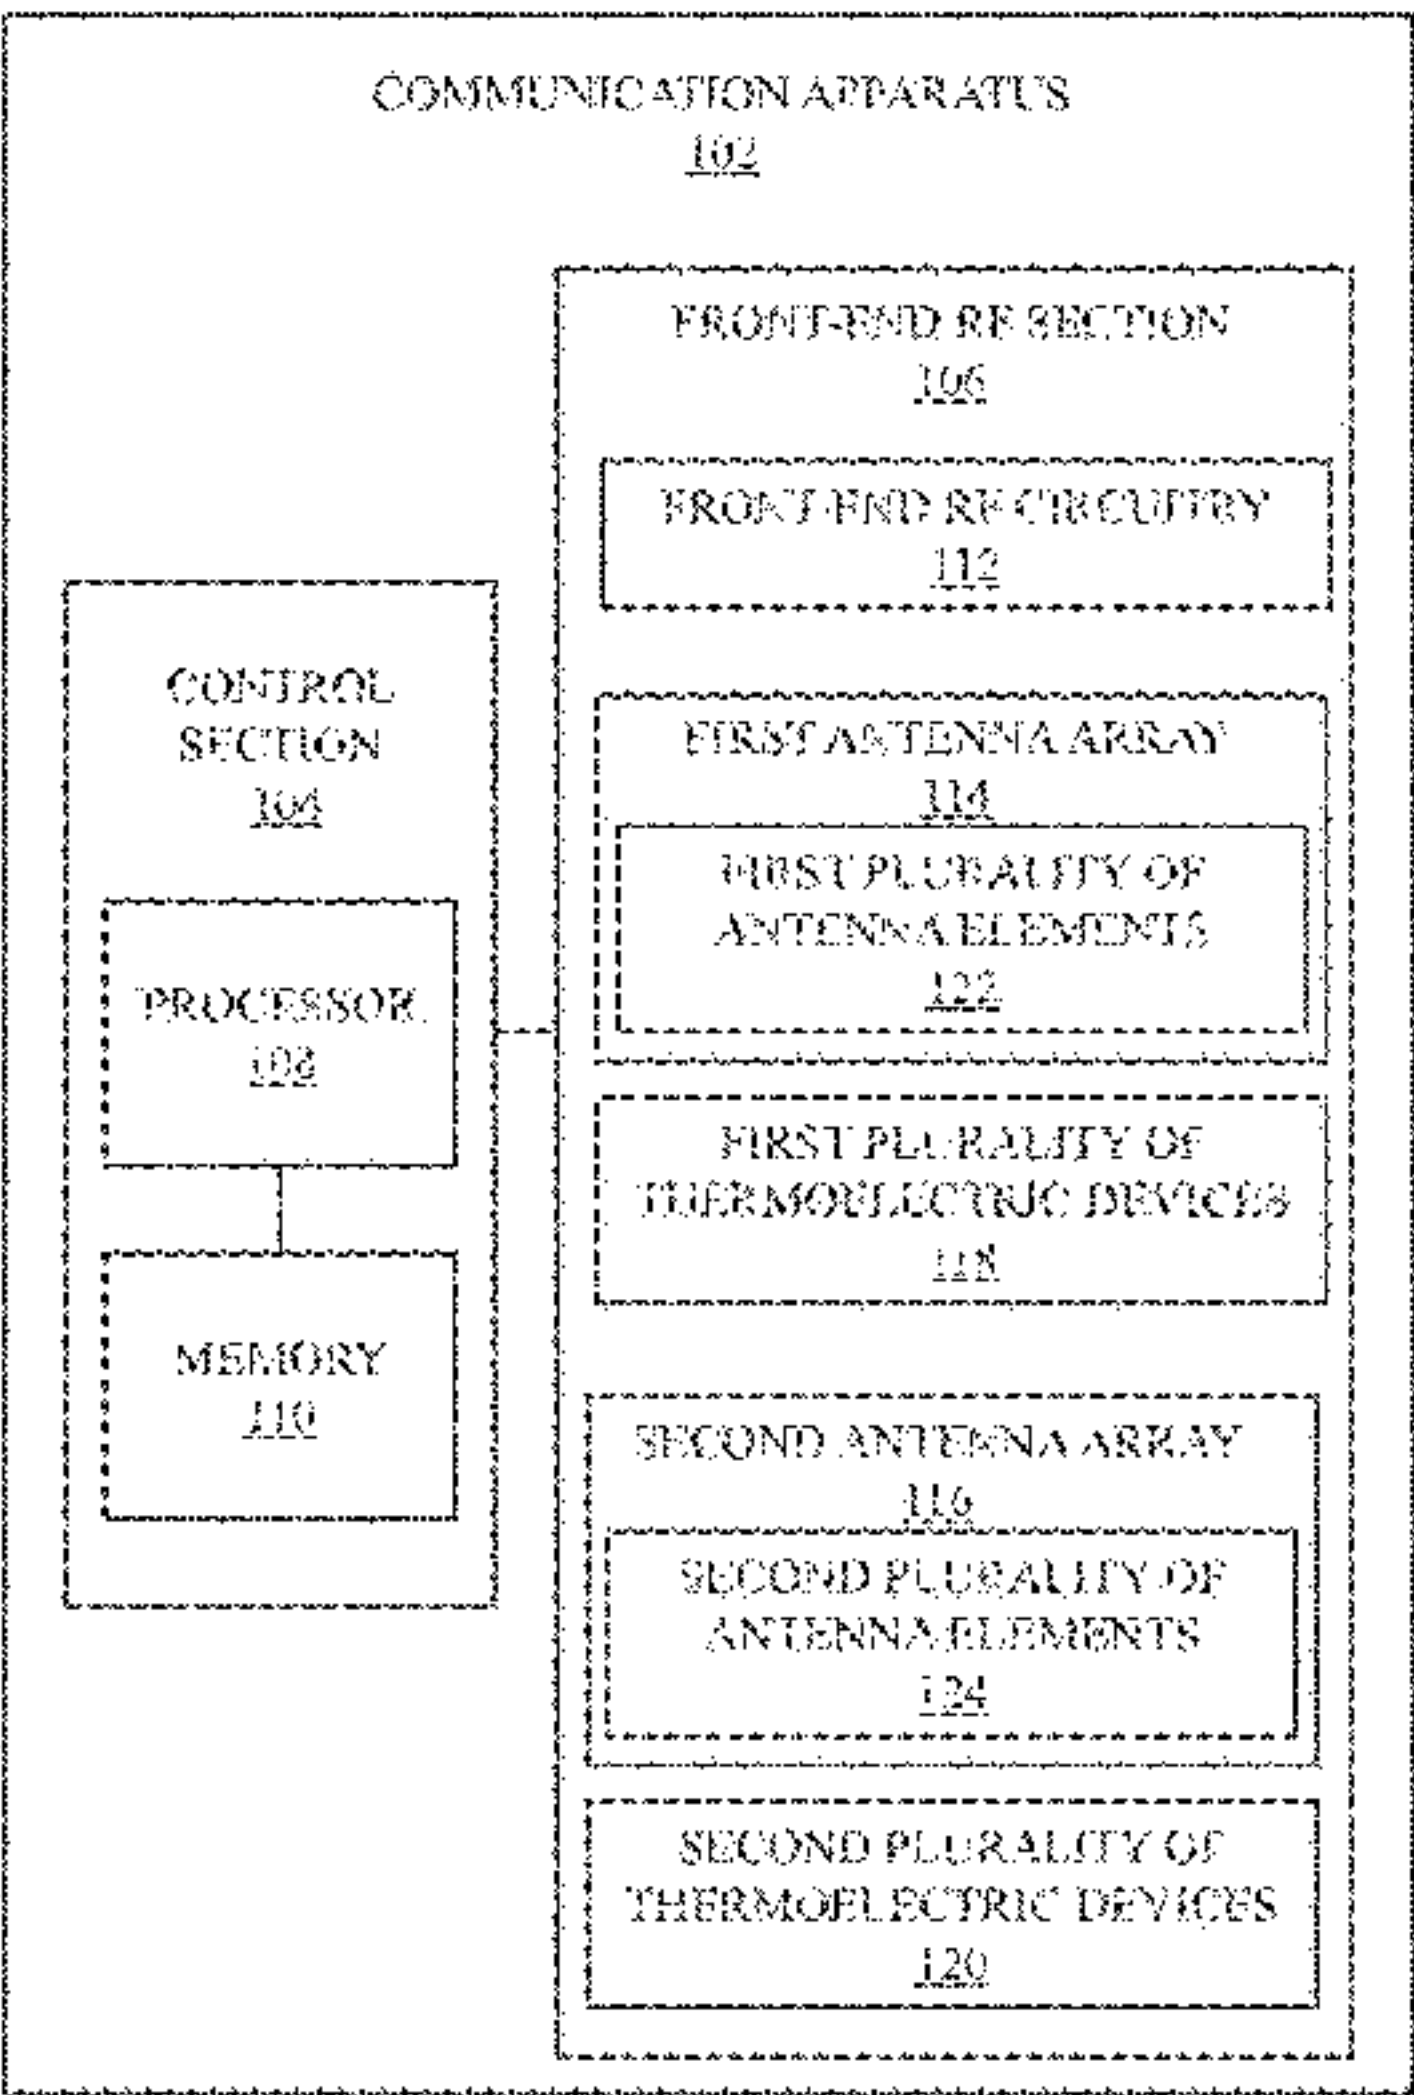 COMMUNICATION APPARATUS
102
FRONT-END RF SECTION
106
FRONT-END RF CIRCUITRY
112
CONTROL
SECTION
104
PROCESSOR
108
MEMORY
110
FIRST ANTENNA ARRAY
114
FIRST PLURALITY OF
ANTENNA ELEMENTS
122
FIRST PLURALITY OF
THERMOELECTRIC DEVICES
118
SECOND ANTENNA ARRAY
116
SECOND PLURALITY OF
ANTENNA ELEMENTS
124
SECOND PLURALITY OF
THERMOELECTRIC DEVICES
120